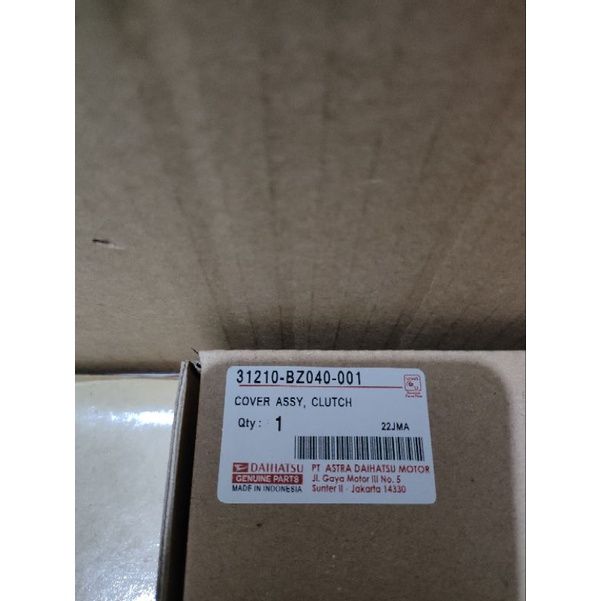 31210-BZ040-001
COVER ASSY, CLUTCH
Qty : 1
22JMA
DAIHATSU
GENUINE PARTS
MADE IN INDONESIA
PT ASTRA DAIHATSU MOTOR
Jl. Gaya Motor III No. 5
Sunter II - Jakarta 14330